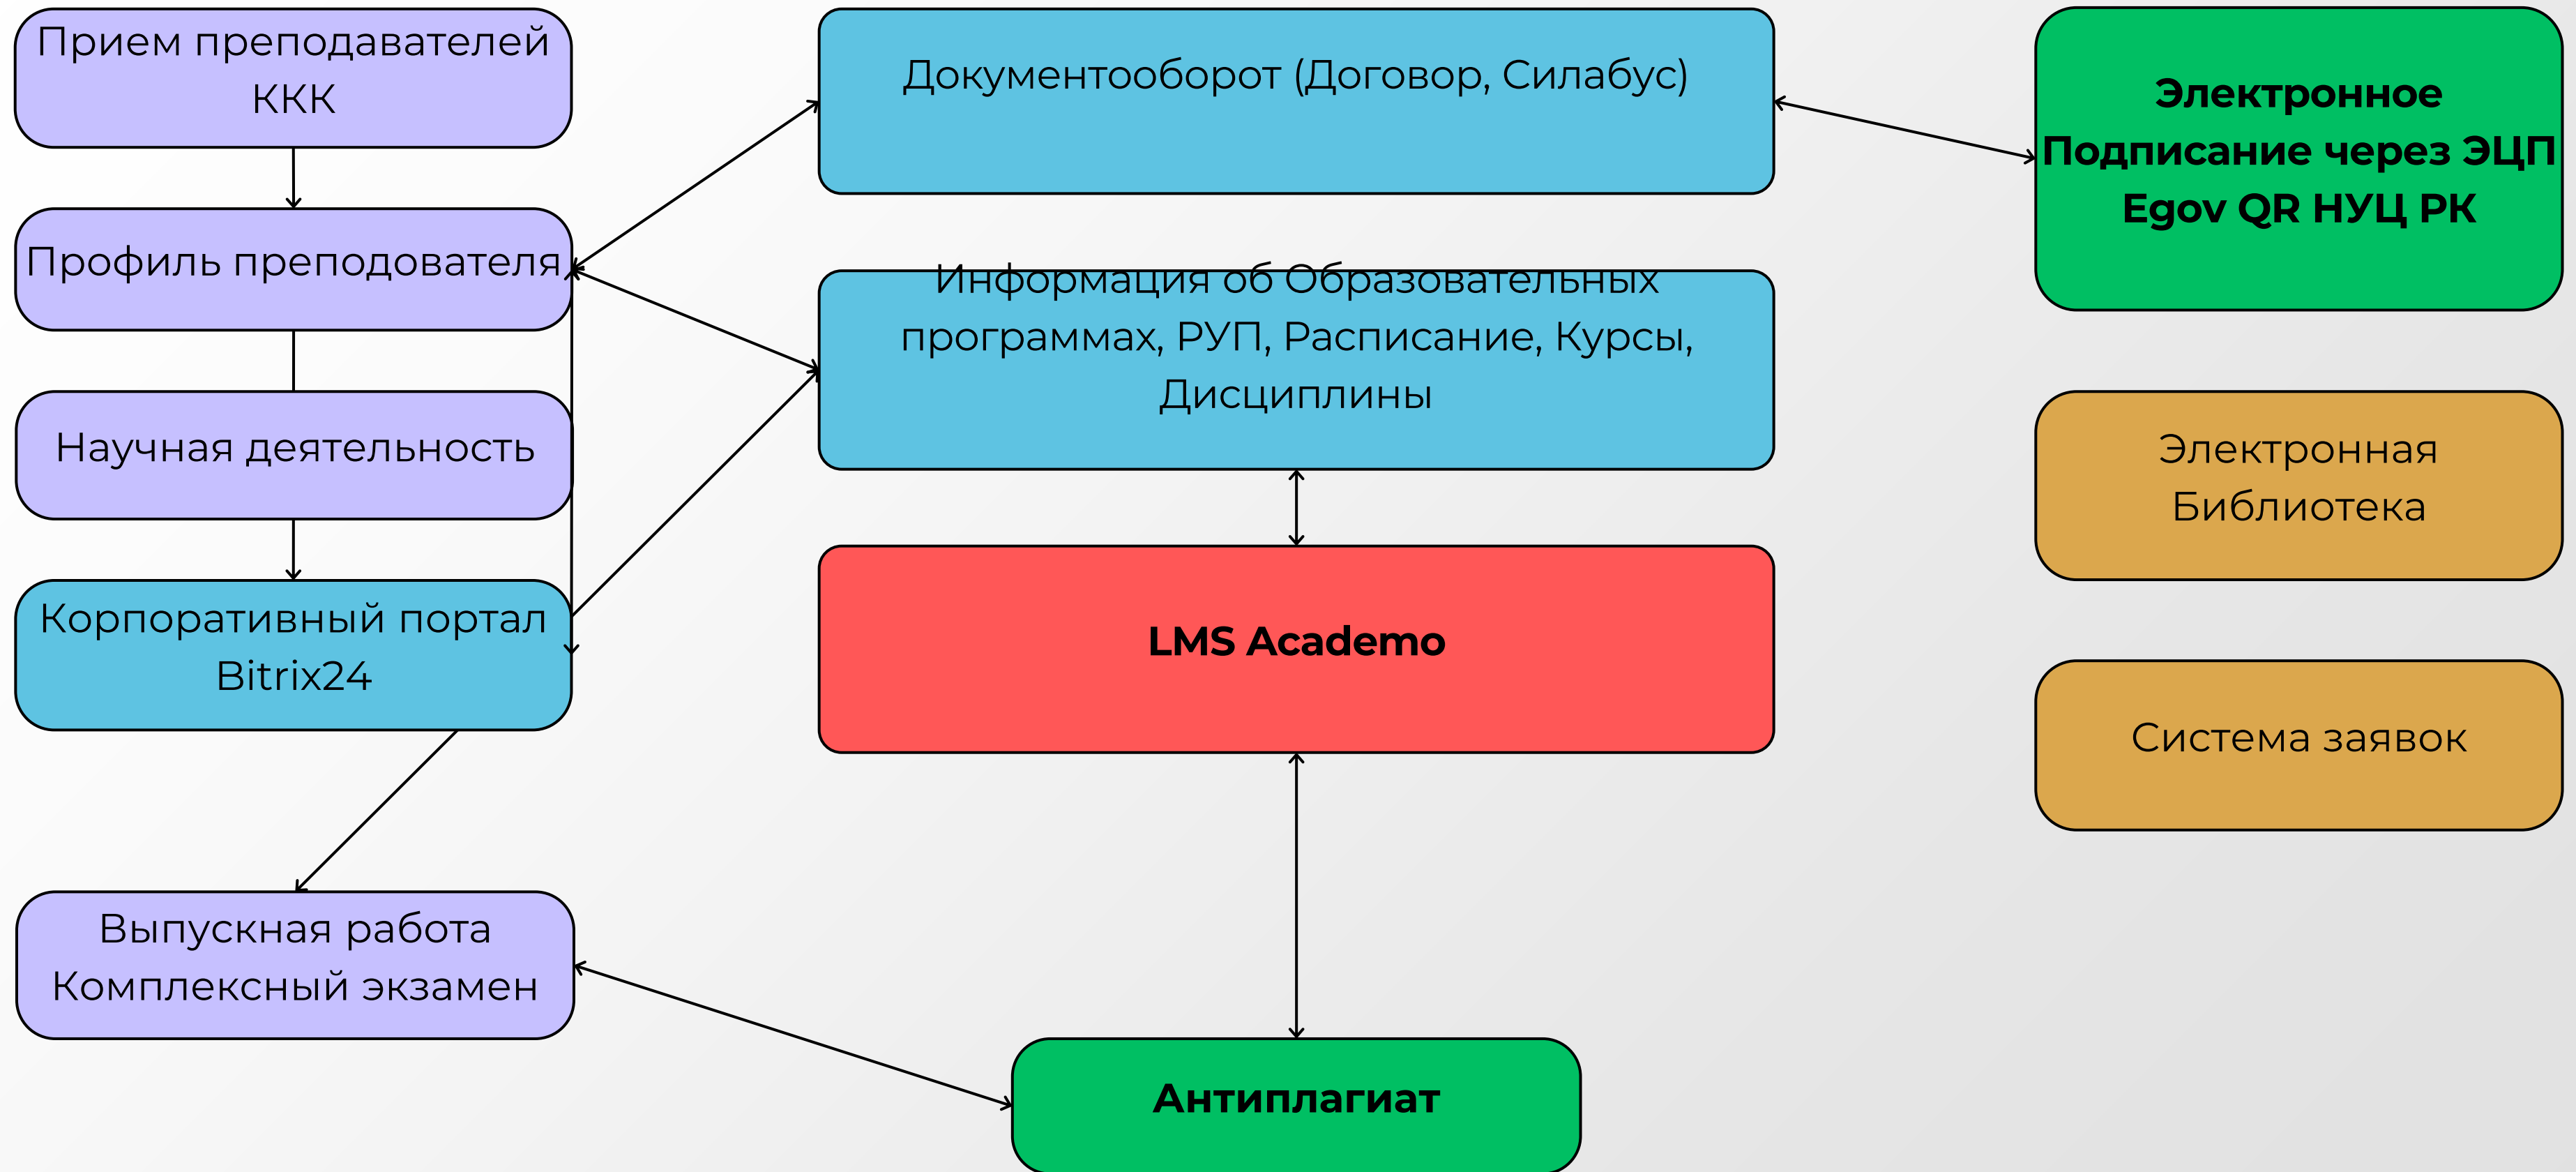 Прием преподавателей
ККК
Профиль преподователя
Научная деятельность
Корпоративный портал
Bitrix24
Выпускная работа
Комплексный экзамен
Документооборот (Договор, Силабус)
Информация об Образовательных
программах, РУП, Расписание, Курсы,
Дисциплины
LMS Academo
Антиплагиат
Электронное
Подписание через ЭЦП
Egov QR НУЦ РК
Электронная
Библиотека
Система заявок